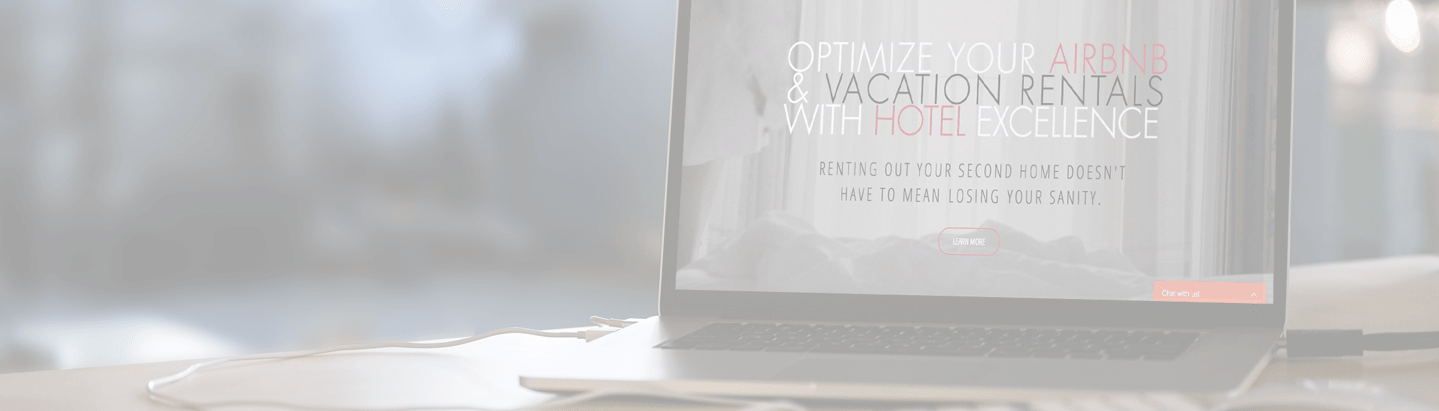 OPTIMIZE YOUR AIRBNB
& VACATION RENTALS
WITH HOTEL EXCELLENCE
RENTING OUT YOUR SECOND HOME DOESN'T
HAVE TO MEAN LOSING YOUR SANITY.
LEARN MORE
Chat with us!